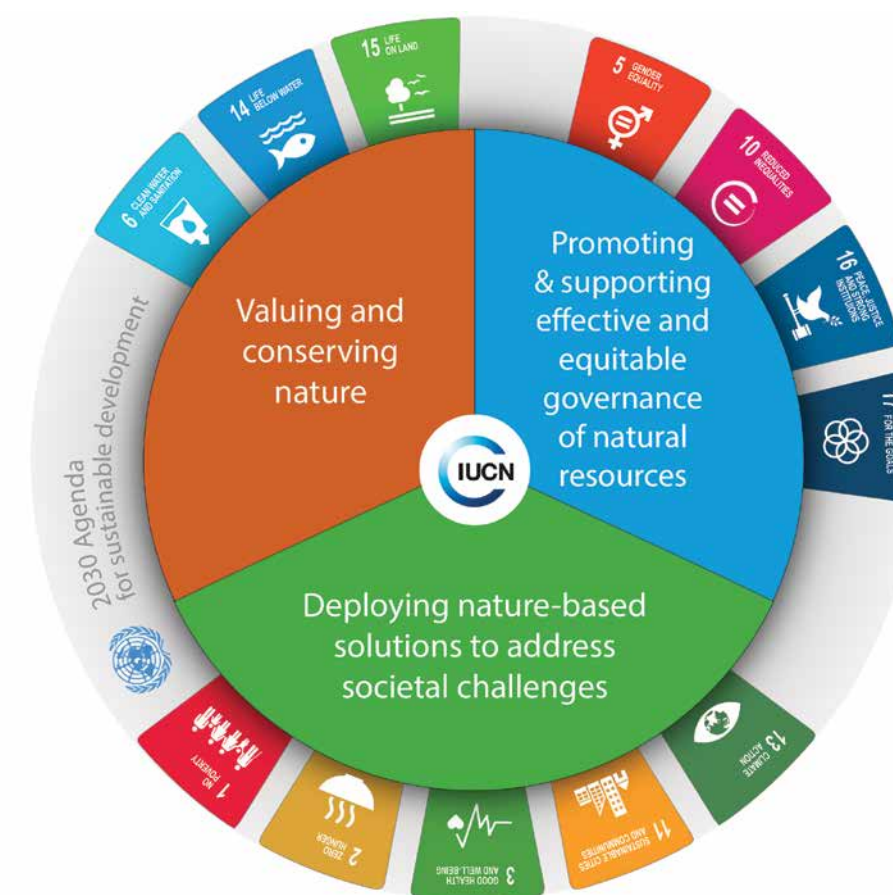 15 LIFE
ON LAND
14 LIFE
BELOW WATER
6 CLEAN WATER
AND SANITATION
5 GENDER
EQUALITY
10 REDUCED
INEQUALITIES
16 PEACE, JUSTICE
AND STRONG
INSTITUIONS
17
FOR THE GOALS
Valuing and
conserving
nature
Promoting
& supporting
effective and
equitable
governance
of natural
resources
IUCN
Deploying nature-based
solutions to address
societal challenges
2030 Agenda
for sustainable development
1 NO
POVERTY
2 ZERO
HUNGER
3 GOOD HEALTH
AND WELL-BEING
11 SUSTAINABLE CITIES
AND COMMUNITIES
13 CLIMATE
ACTION